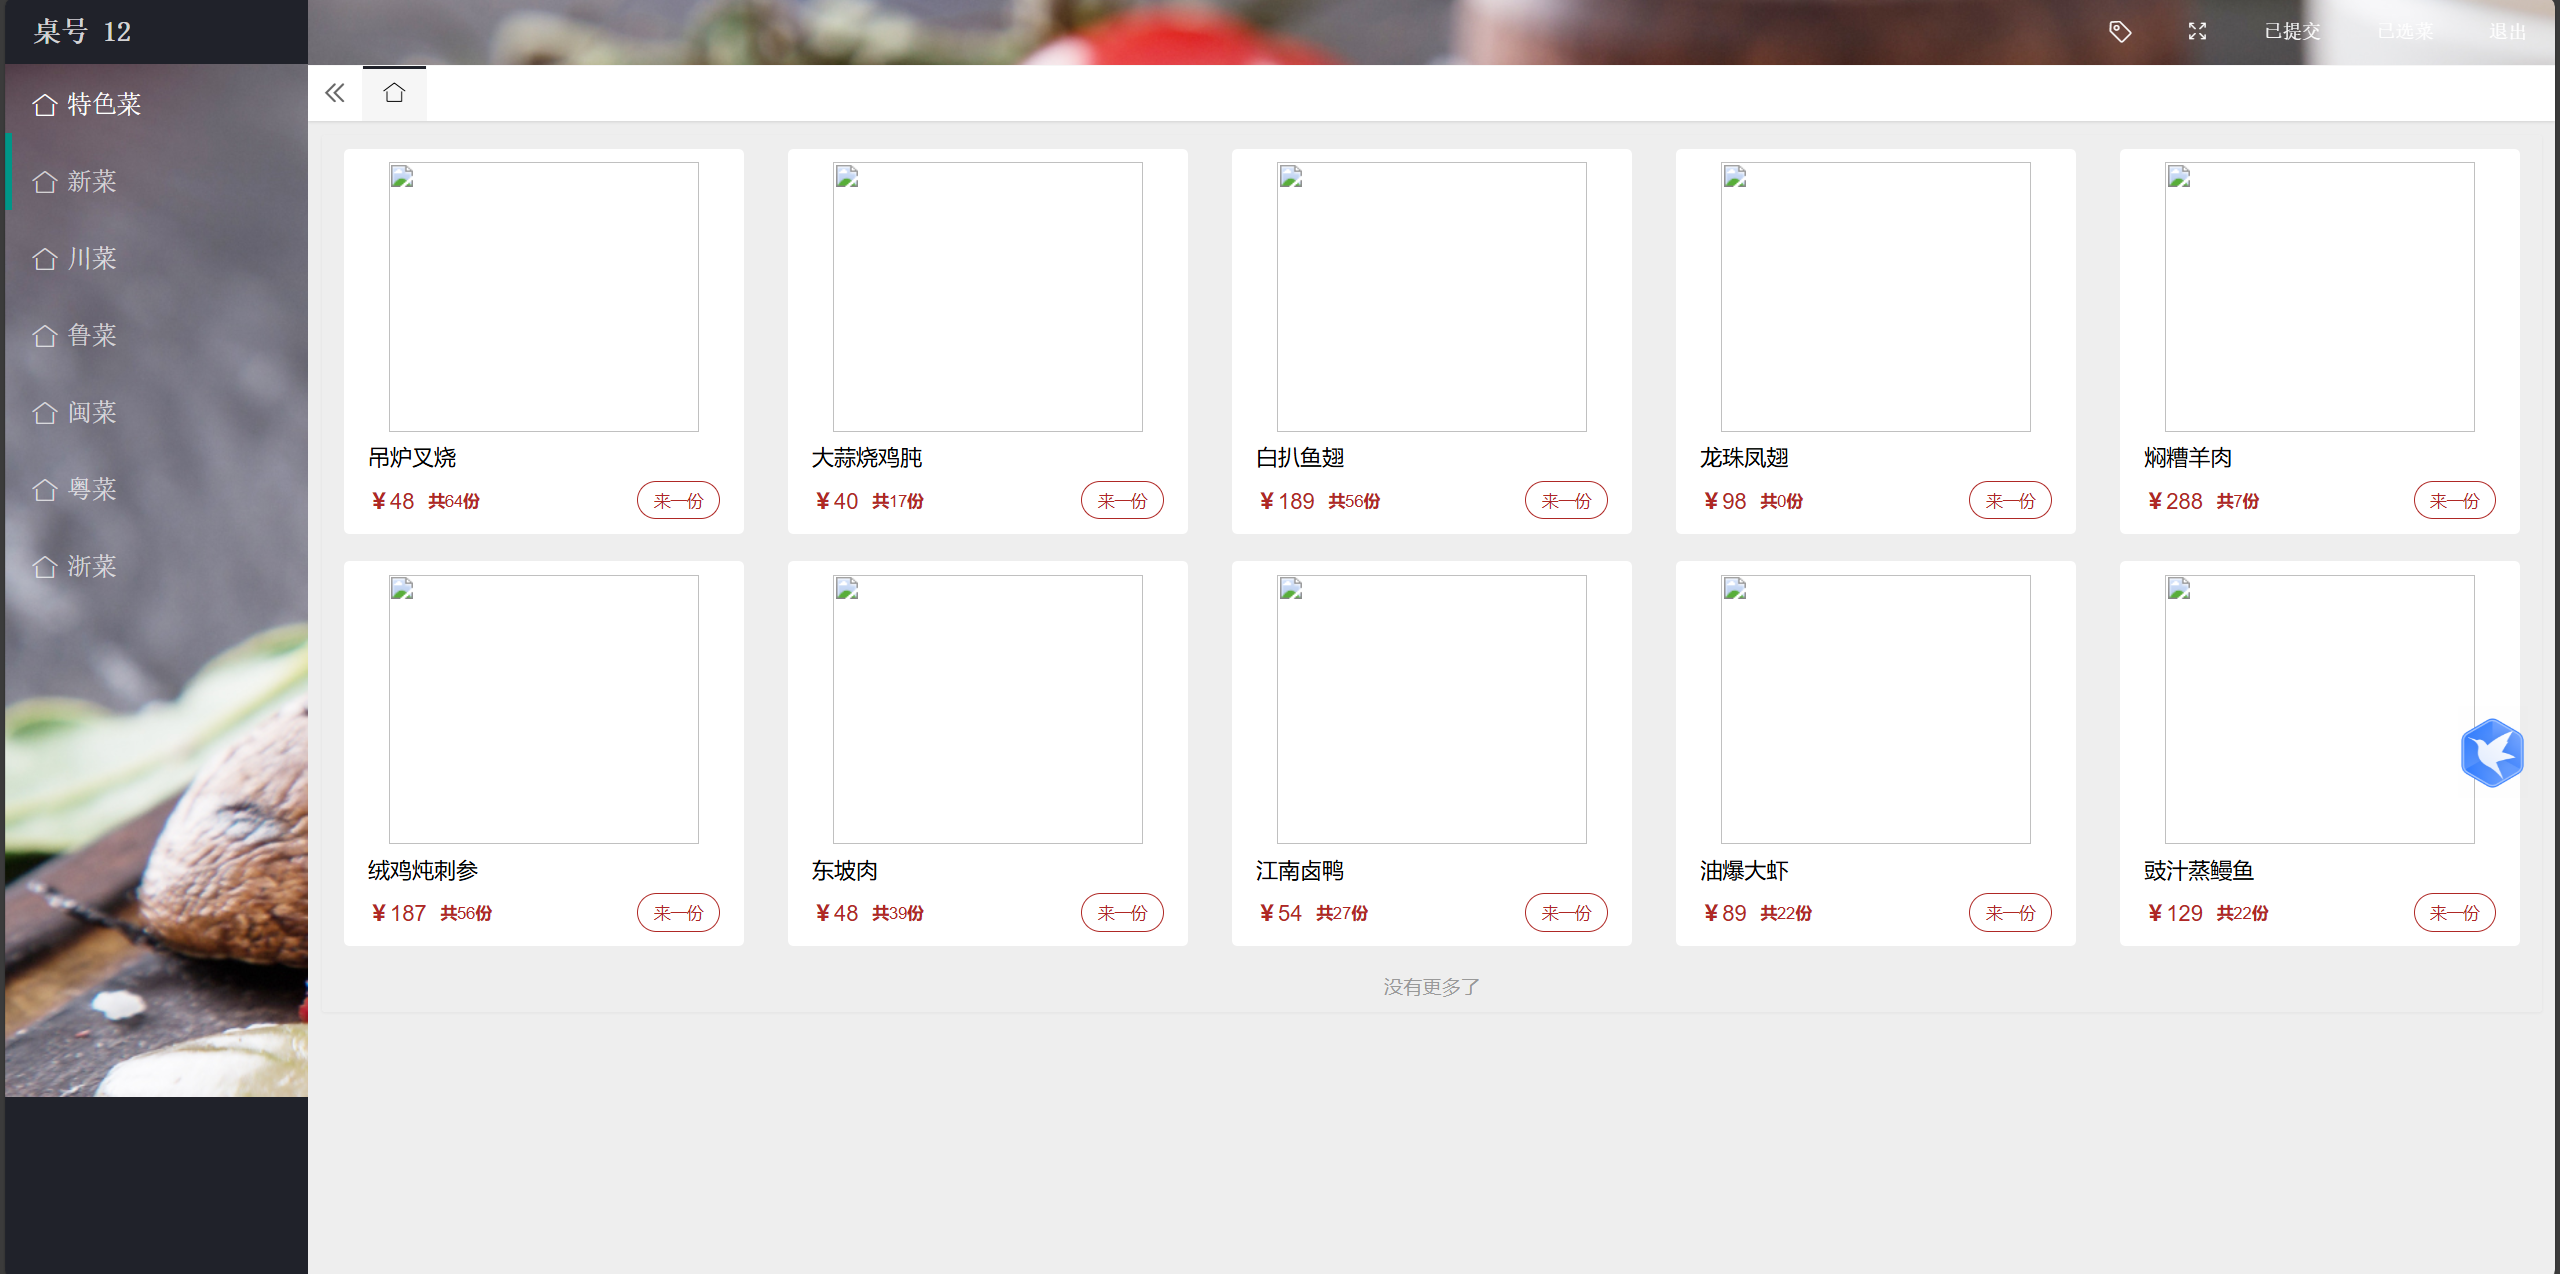 桌号 12
已提交 已选菜 退出
特色菜
新菜
川菜
鲁菜
闽菜
粤菜
浙菜
吊炉叉烧
¥48 共64份 来一份
大蒜烧鸡肫
¥40 共17份 来一份
白扒鱼翅
¥189 共56份 来一份
龙珠凤翅
¥98 共0份 来一份
焖糟羊肉
¥288 共7份 来一份
绒鸡炖刺参
¥187 共56份 来一份
东坡肉
¥48 共39份 来一份
江南卤鸭
¥54 共27份 来一份
油爆大虾
¥89 共22份 来一份
豉汁蒸鳗鱼
¥129 共22份 来一份
没有更多了